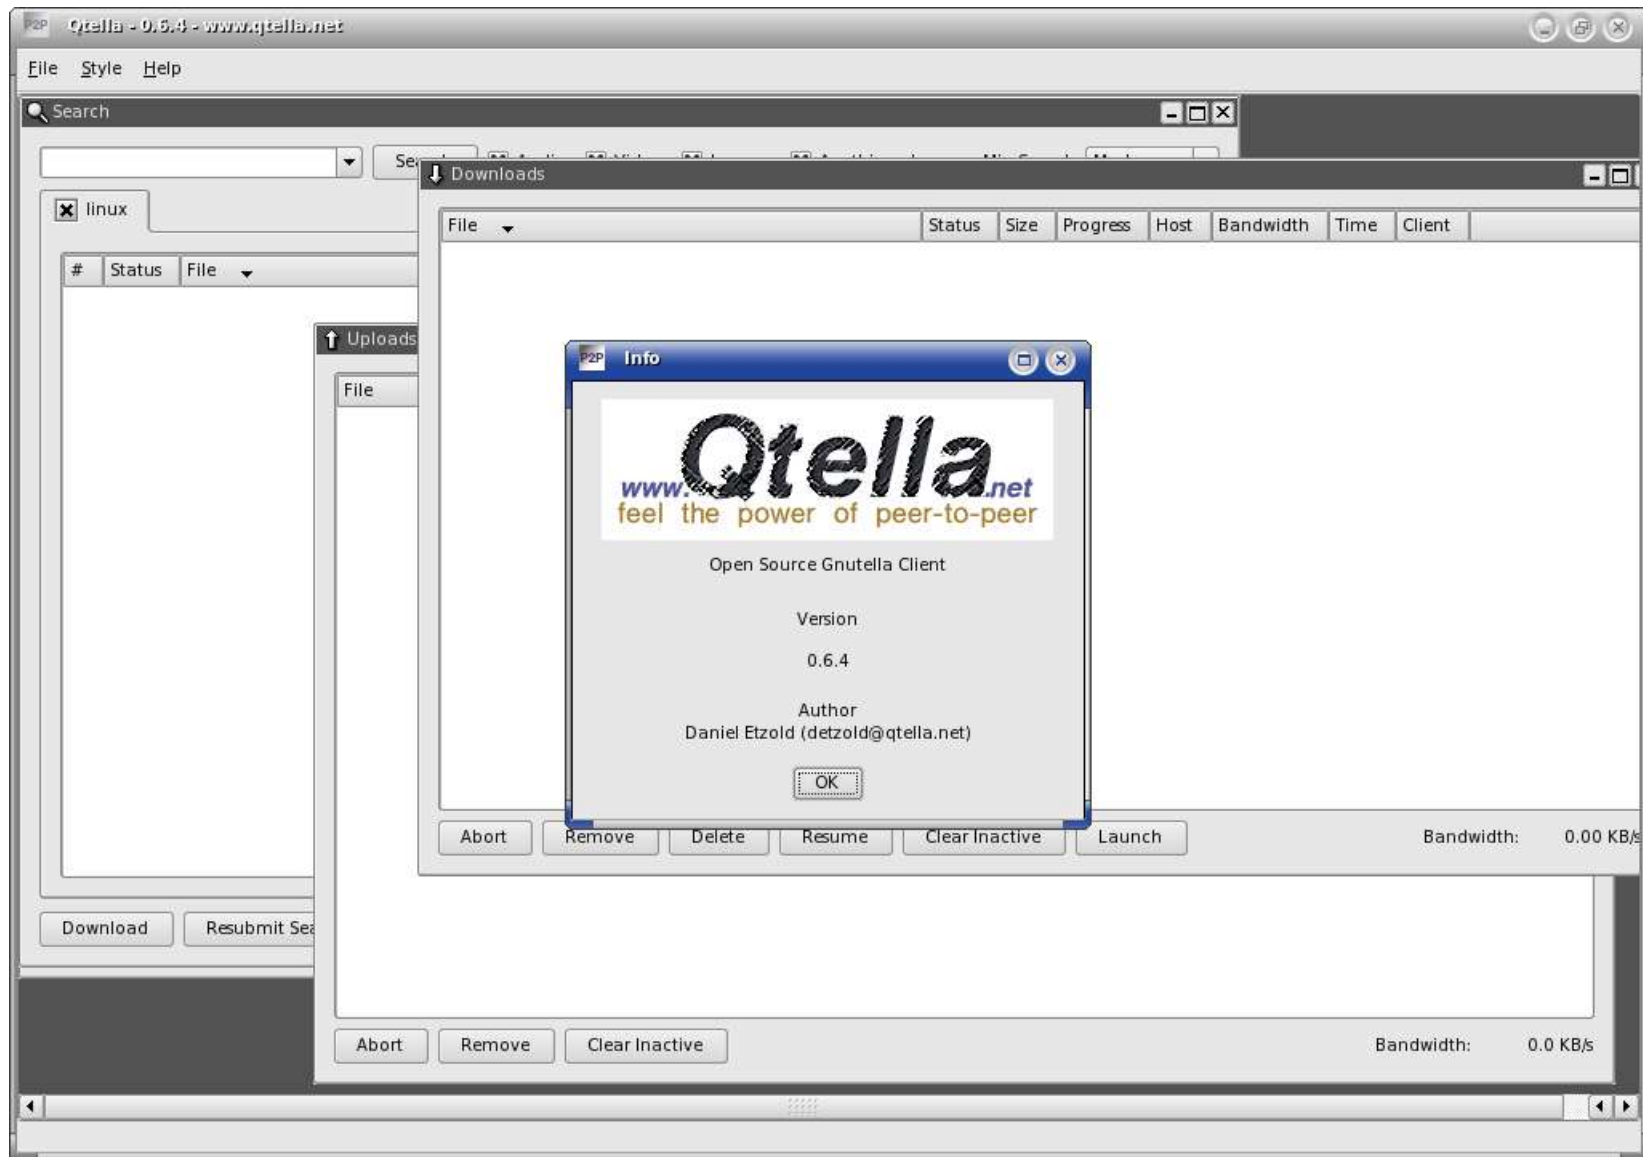 P2P Qtella - 0.6.4 - www.qtella.net
File Style Help
Search
linux
# Status File
Downloads
File Status Size Progress Host Bandwidth Time Client
Uploads
File
P2P Info
www.Qtella.net
feel the power of peer-to-peer
Open Source Gnutella Client
Version
0.6.4
Author
Daniel Etzold (detzold@qtella.net)
OK
Abort Remove Delete Resume Clear Inactive Launch Bandwidth: 0.00 KB/s
Download Resubmit
Abort Remove Clear Inactive Bandwidth: 0.0 KB/s